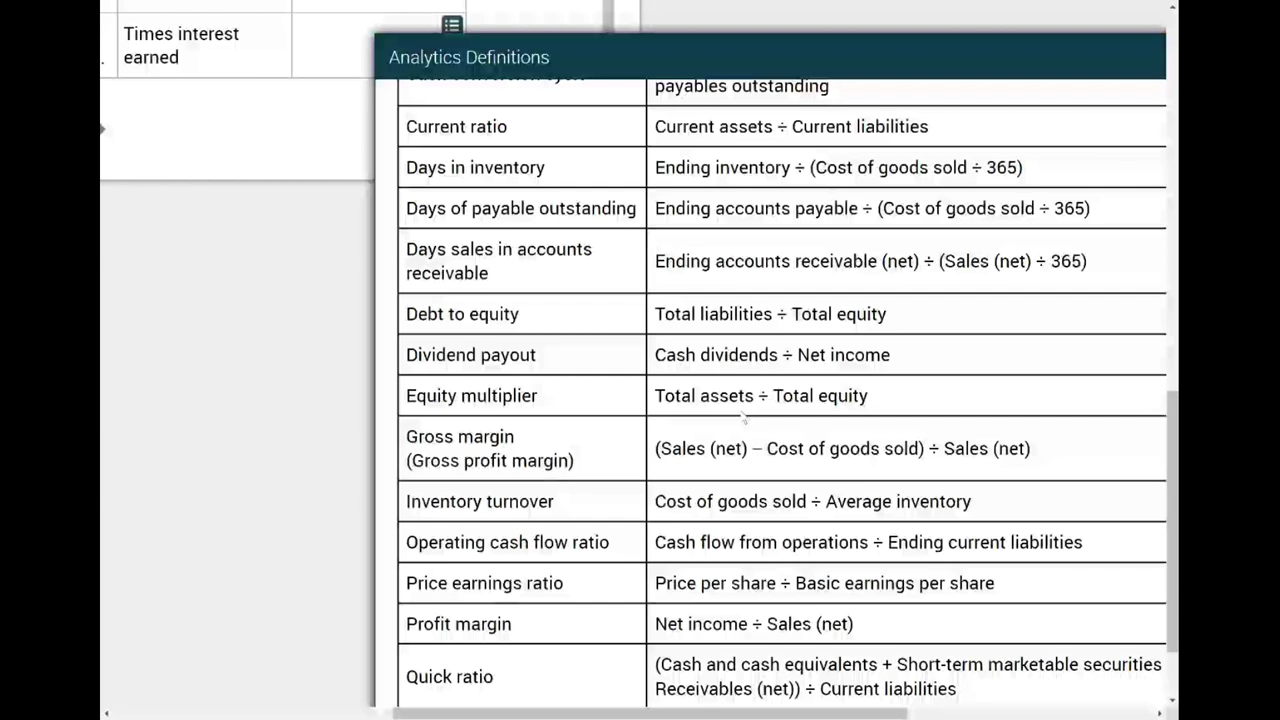 Times interest
earned
.
Analytics Definitions
payables outstanding
Current ratio
Current assets ÷ Current liabilities
Days in inventory
Ending inventory ÷ (Cost of goods sold ÷ 365)
Days of payable outstanding
Ending accounts payable ÷ (Cost of goods sold ÷ 365)
Days sales in accounts
receivable
Ending accounts receivable (net) ÷ (Sales (net) ÷ 365)
Debt to equity
Total liabilities ÷ Total equity
Dividend payout
Cash dividends ÷ Net income
Equity multiplier
Total assets ÷ Total equity
Gross margin
(Gross profit margin)
(Sales (net) – Cost of goods sold) ÷ Sales (net)
Inventory turnover
Cost of goods sold ÷ Average inventory
Operating cash flow ratio
Cash flow from operations ÷ Ending current liabilities
Price earnings ratio
Price per share ÷ Basic earnings per share
Profit margin
Net income ÷ Sales (net)
Quick ratio
(Cash and cash equivalents + Short-term marketable securities
Receivables (net)) ÷ Current liabilities